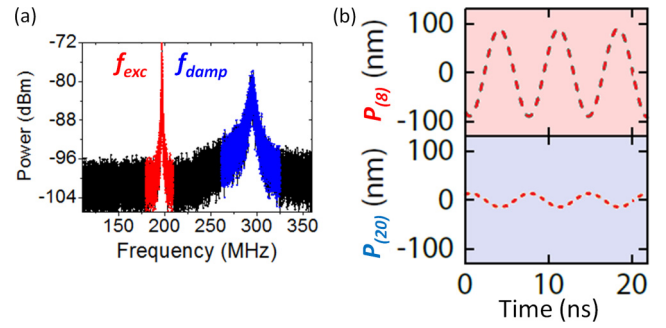 (a)
-72
-80
-88
-96
-104
Power (dBm)
f_exc
f_damp
150 200 250 300 350
Frequency (MHz)
(b)
100
0
-100
P_(8) (nm)
100
0
-100
P_(20) (nm)
0 10 20
Time (ns)